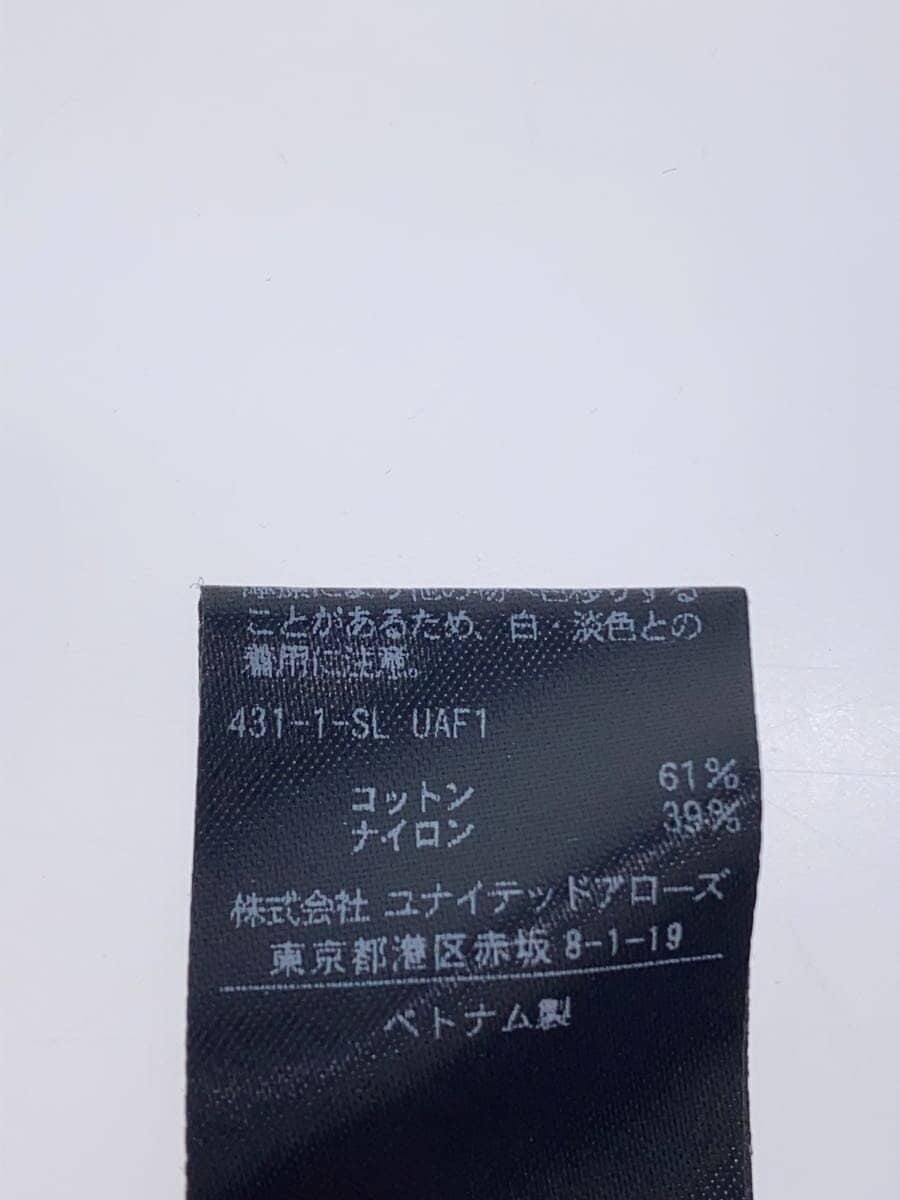 ことがあるため、白・淡色との
着用に注意。
431-1-SL UAF1
コットン 61%
ナイロン 39%
株式会社 ユナイテッドアローズ
東京都港区赤坂 8-1-19
ベトナム製